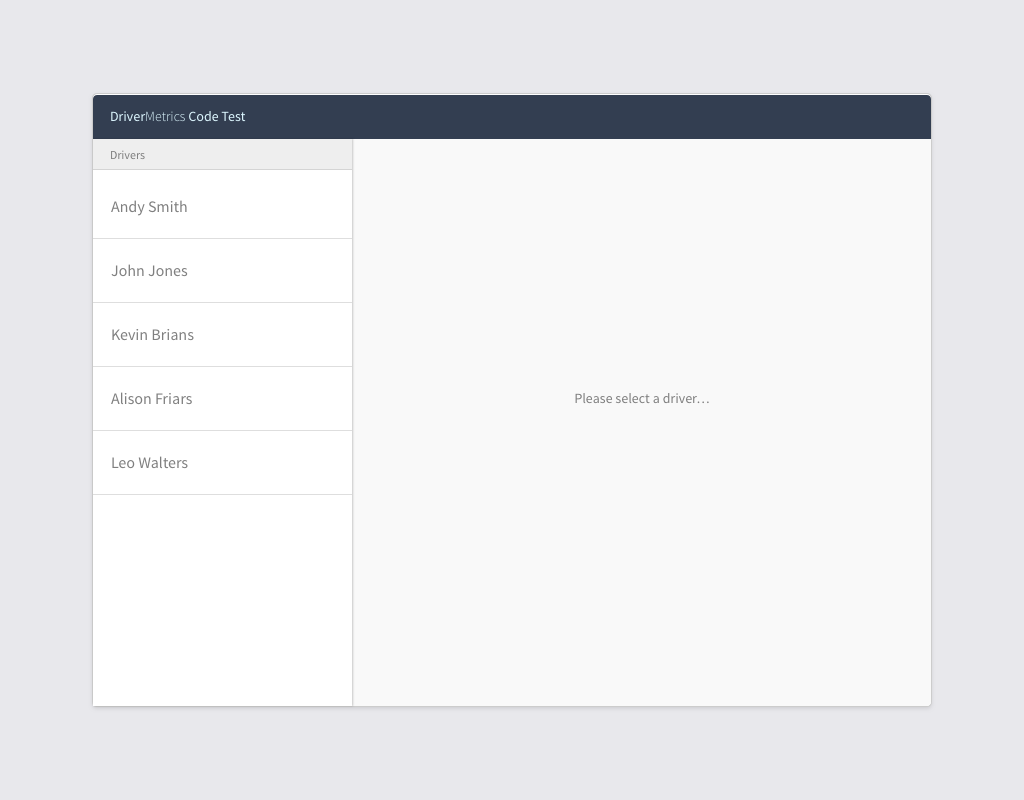 DriverMetrics Code Test
Drivers
Andy Smith
John Jones
Kevin Brians
Alison Friars
Leo Walters
Please select a driver…